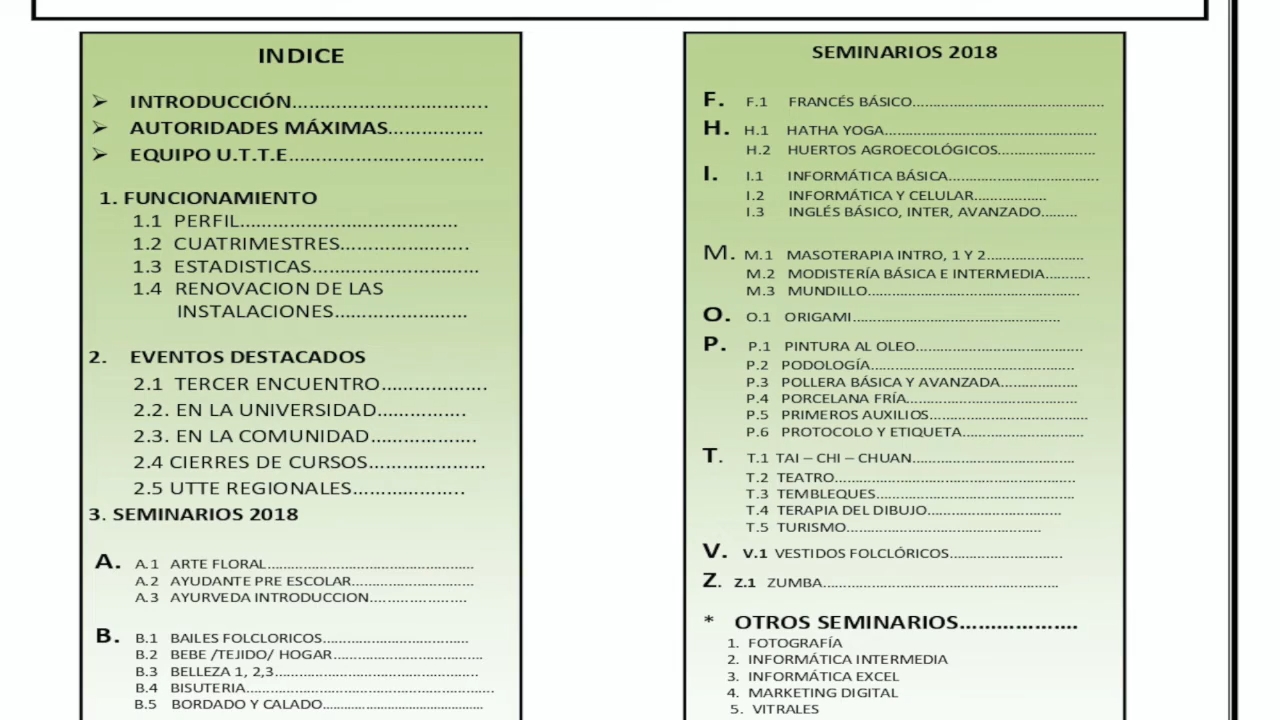 INDICE
➢ INTRODUCCIÓN……………………………..
➢ AUTORIDADES MÁXIMAS……………..
➢ EQUIPO U.T.T.E……………………………..
1. FUNCIONAMIENTO
1.1 PERFIL…………………………………
1.2 CUATRIMESTRES…………………..
1.3 ESTADISTICAS………………………
1.4 RENOVACION DE LAS
INSTALACIONES……………………
2. EVENTOS DESTACADOS
2.1 TERCER ENCUENTRO……………….
2.2. EN LA UNIVERSIDAD…………….
2.3. EN LA COMUNIDAD……………….
2.4 CIERRES DE CURSOS…………………
2.5 UTTE REGIONALES………………..
3. SEMINARIOS 2018
A. A.1 ARTE FLORAL……………………………………………
A.2 AYUDANTE PRE ESCOLAR…………………………
A.3 AYURVEDA INTRODUCCION……………………
B. B.1 BAILES FOLCLORICOS………………………………
B.2 BEBE /TEJIDO/ HOGAR………………………………..
B.3 BELLEZA 1, 2,3……………………………………………
B.4 BISUTERIA……………………………………………………..
B.5 BORDADO Y CALADO…………………………………
SEMINARIOS 2018
F. F.1 FRANCÉS BÁSICO…………………………………………
H. H.1 HATHA YOGA………………………………………………
H.2 HUERTOS AGROECOLÓGICOS……………………
I. I.1 INFORMÁTICA BÁSICA………………………………..
I.2 INFORMÁTICA Y CELULAR………………
I.3 INGLÉS BÁSICO, INTER, AVANZADO………
M. M.1 MASOTERAPIA INTRO, 1 Y 2……………………
M.2 MODISTERÍA BÁSICA E INTERMEDIA………..
M.3 MUNDILLO………………………………………………
O. O.1 ORIGAMI……………………………………………
P. P.1 PINTURA AL OLEO……………………………………
P.2 PODOLOGÍA……………………………………………
P.3 POLLERA BÁSICA Y AVANZADA……………….
P.4 PORCELANA FRÍA……………………………………
P.5 PRIMEROS AUXILIOS…………………………………
P.6 PROTOCOLO Y ETIQUETA…………………………
T. T.1 TAI – CHI – CHUAN…………………………………..
T.2 TEATRO……………………………………………………
T.3 TEMBLEQUES……………………………………………
T.4 TERAPIA DEL DIBUJO……………………………
T.5 TURISMO…………………………………………
V. V.1 VESTIDOS FOLCLÓRICOS……………………….
Z. Z.1 ZUMBA…………………………………………………..
* OTROS SEMINARIOS……………….
1. FOTOGRAFÍA
2. INFORMÁTICA INTERMEDIA
3. INFORMÁTICA EXCEL
4. MARKETING DIGITAL
5. VITRALES